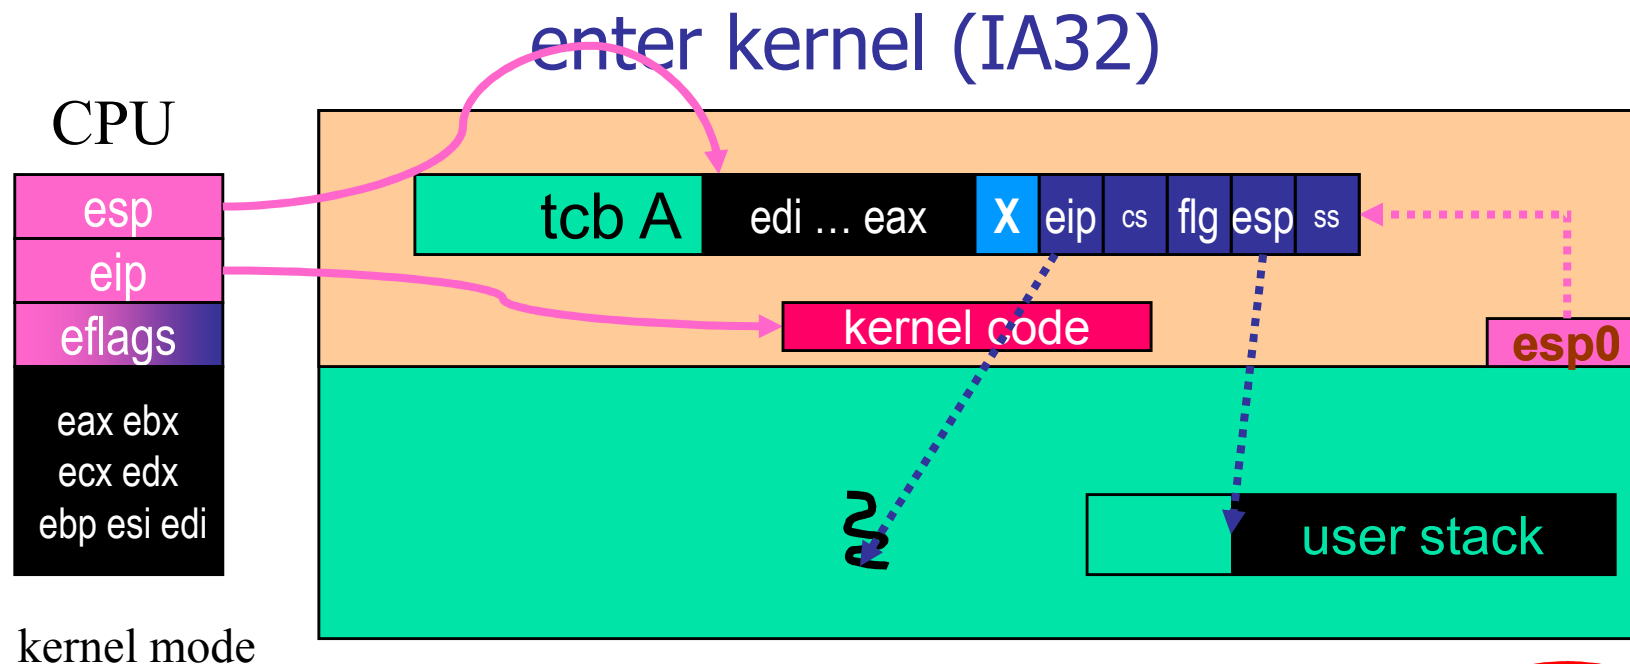 enter kernel (IA32)
CPU
esp
eip
eflags
eax ebx
ecx edx
ebp esi edi
kernel mode
tcb A
edi … eax
X
eip
cs
flg
esp
ss
kernel code
esp0
user stack